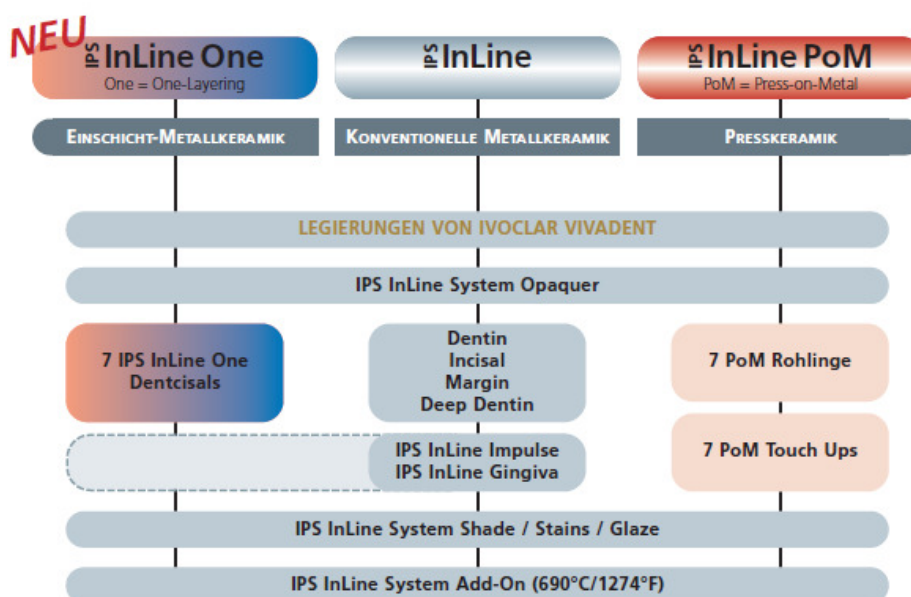 NEU
IPS InLine One
One = One-Layering
IPS InLine
IPS InLine PoM
PoM = Press-on-Metal
EINSCHICHT-METALLKERAMIK
KONVENTIONELLE METALLKERAMIK
PRESSKERAMIK
LEGIERUNGEN VON IVOCLAR VIVADENT
IPS InLine System Opaquer
7 IPS InLine One
Dentcisals
Dentin
Incisal
Margin
Deep Dentin
7 PoM Rohlinge
IPS InLine Impulse
IPS InLine Gingiva
7 PoM Touch Ups
IPS InLine System Shade / Stains / Glaze
IPS InLine System Add-On (690°C/1274°F)